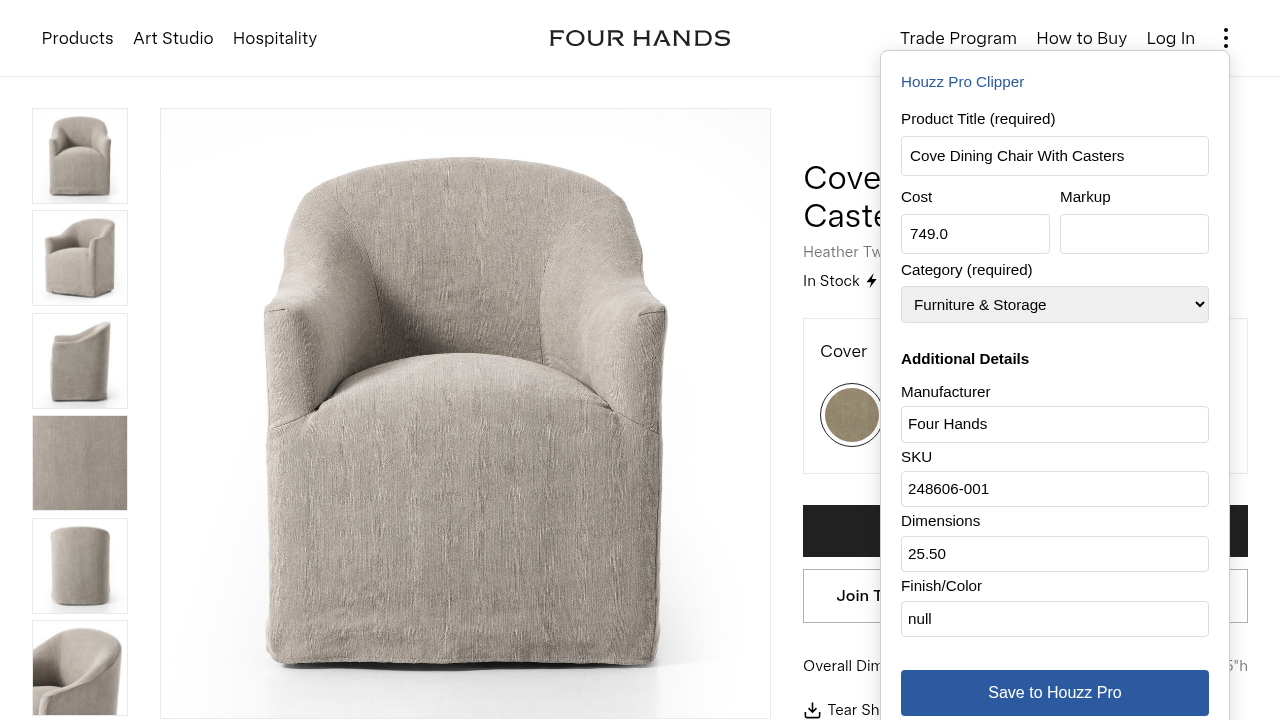 Products Art Studio Hospitality
FOUR HANDS
Trade Program How to Buy Log In
Houzz Pro Clipper
Product Title (required)
Cove Dining Chair With Casters
Cost Markup
749.0
Category (required)
Furniture & Storage
Additional Details
Manufacturer
Four Hands
SKU
248606-001
Dimensions
25.50
Finish/Color
null
Save to Houzz Pro
Cove
Caste
Heather Tw
In Stock
Cover
Join T
Overall Dim
5"h
Tear Sh